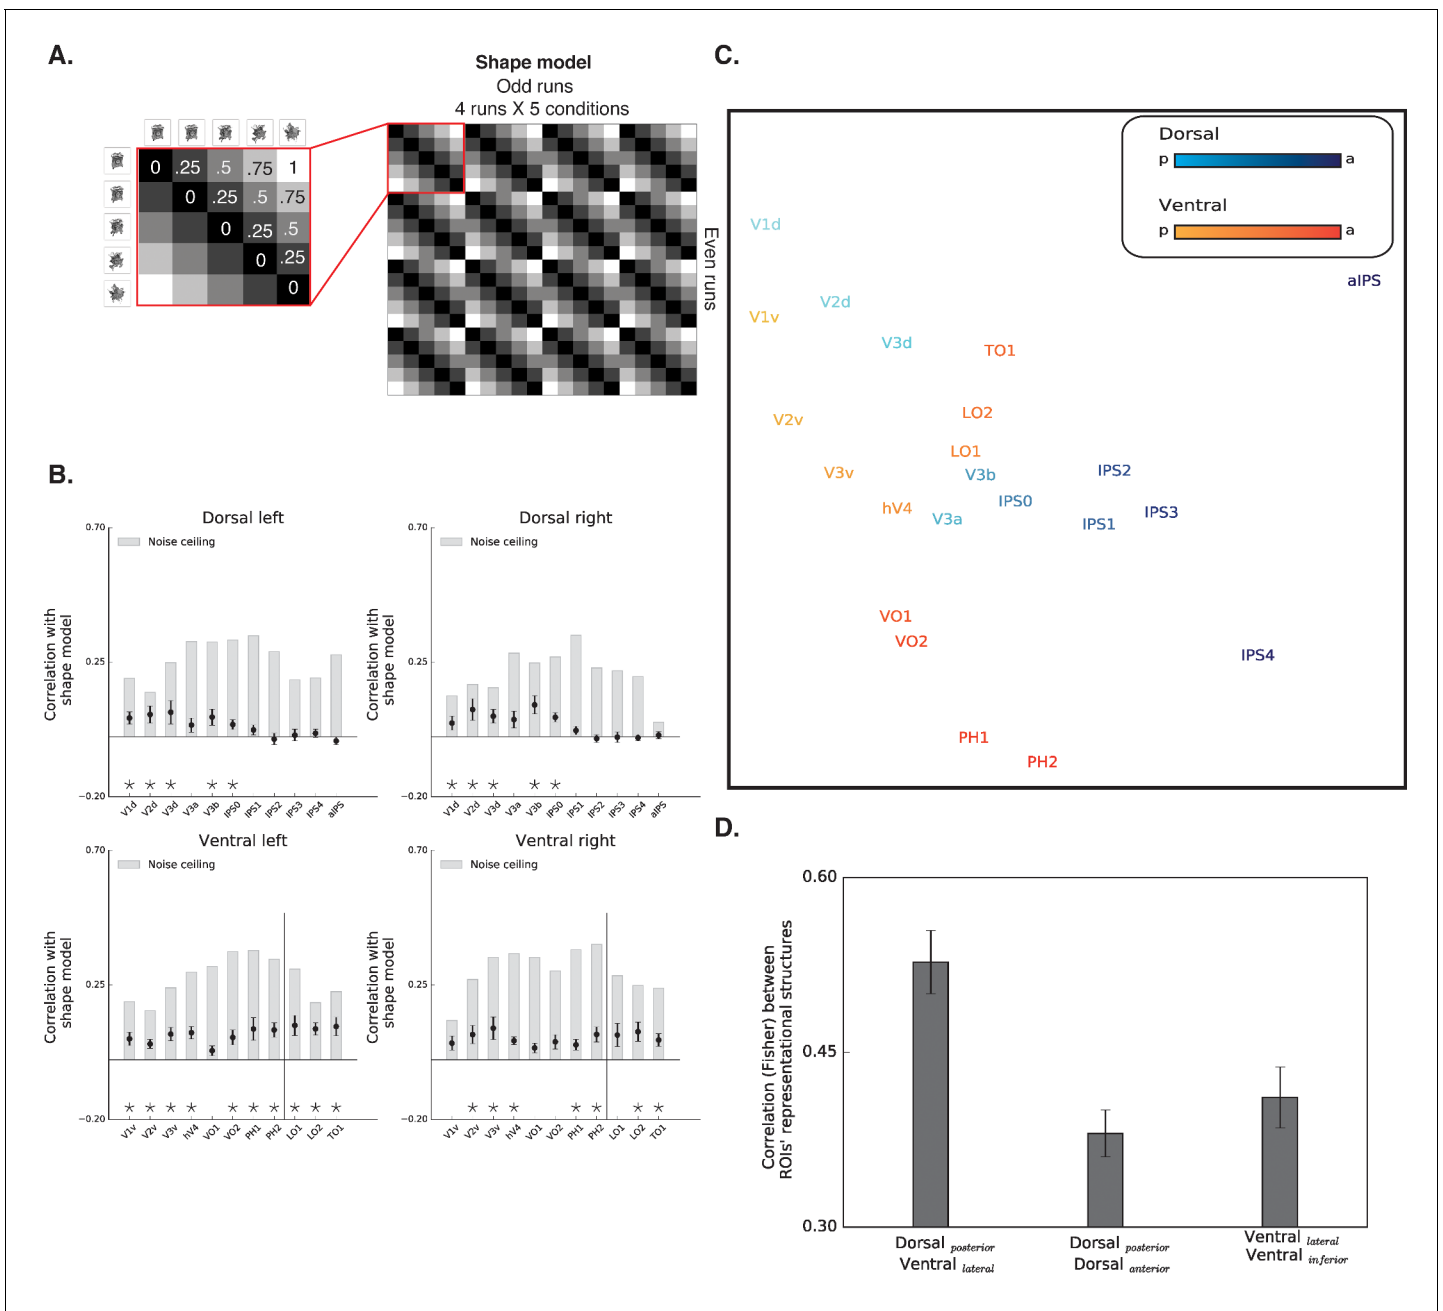 A.
Shape model
Odd runs
4 runs X 5 conditions
0 .25 .5 .75 1
0 .25 .5 .75
0 .25 .5
0 .25
0
Even runs
B.
Dorsal left
0.70
Noise ceiling
Correlation with
shape model
0.25
−0.20
V1d V2d V3d V3a V3b IPS0 IPS1 IPS2 IPS3 IPS4 aIPS
Dorsal right
0.70
Noise ceiling
Correlation with
shape model
0.25
−0.20
V1d V2d V3d V3a V3b IPS0 IPS1 IPS2 IPS3 IPS4 aIPS
Ventral left
0.70
Noise ceiling
Correlation with
shape model
0.25
−0.20
V1v V2v V3v hV4 VO1 VO2 PH1 PH2 LO1 LO2 TO1
Ventral right
0.70
Noise ceiling
Correlation with
shape model
0.25
−0.20
V1v V2v V3v hV4 VO1 VO2 PH1 PH2 LO1 LO2 TO1
C.
Dorsal
p a
Ventral
p a
V1d
aIPS
V2d
V1v
V3d
TO1
LO2
V2v
LO1
V3v
V3b
IPS2
hV4
IPS0
V3a
IPS1
IPS3
VO1
VO2
IPS4
PH1
PH2
D.
0.60
0.45
0.30
Correlation (Fisher) between
ROIs' representational structures
Dorsal posterior
Ventral lateral
Dorsal posterior
Dorsal anterior
Ventral lateral
Ventral inferior